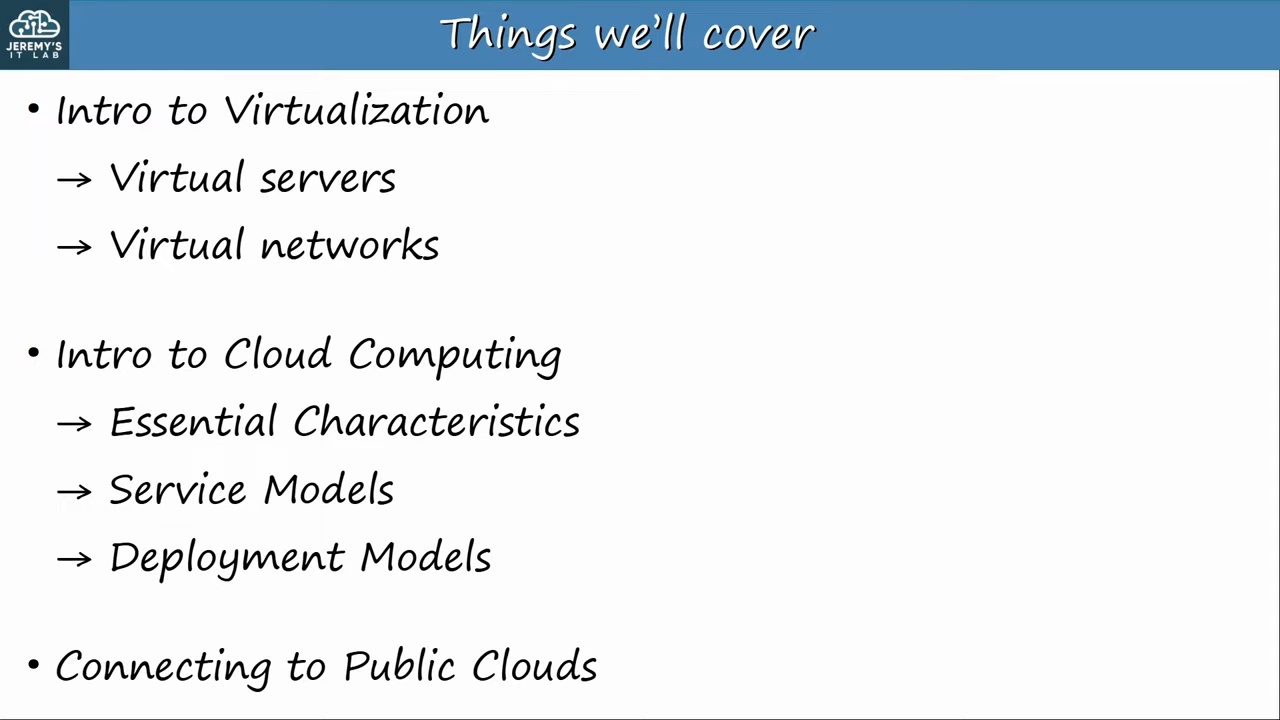 JEREMY'S
IT LAB
Things we'll cover
• Intro to Virtualization
→ Virtual servers
→ Virtual networks
• Intro to Cloud Computing
→ Essential Characteristics
→ Service Models
→ Deployment Models
• Connecting to Public Clouds